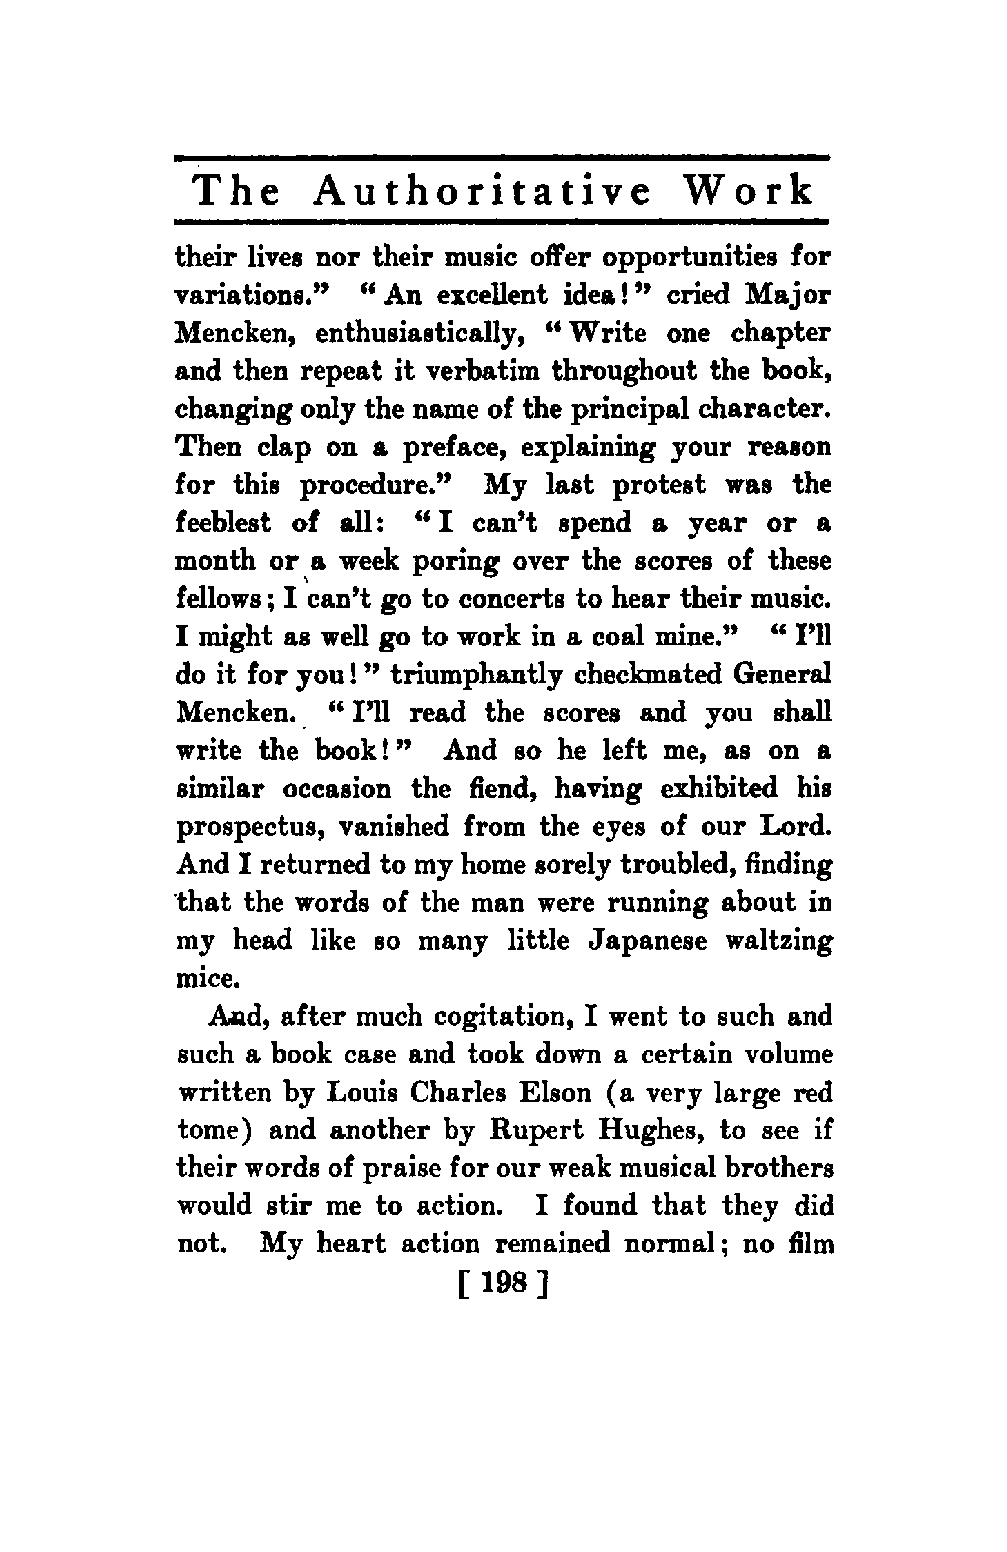 The Authoritative Work
their lives nor their music offer opportunities for
variations." "An excellent idea!" cried Major
Mencken, enthusiastically, "Write one chapter
and then repeat it verbatim throughout the book,
changing only the name of the principal character.
Then clap on a preface, explaining your reason
for this procedure." My last protest was the
feeblest of all: "I can't spend a year or a
month or a week poring over the scores of these
fellows; I can't go to concerts to hear their music.
I might as well go to work in a coal mine." "I'll
do it for you!" triumphantly checkmated General
Mencken. "I'll read the scores and you shall
write the book!" And so he left me, as on a
similar occasion the fiend, having exhibited his
prospectus, vanished from the eyes of our Lord.
And I returned to my home sorely troubled, finding
that the words of the man were running about in
my head like so many little Japanese waltzing
mice.
And, after much cogitation, I went to such and
such a book case and took down a certain volume
written by Louis Charles Elson (a very large red
tome) and another by Rupert Hughes, to see if
their words of praise for our weak musical brothers
would stir me to action. I found that they did
not. My heart action remained normal; no film
[ 198 ]